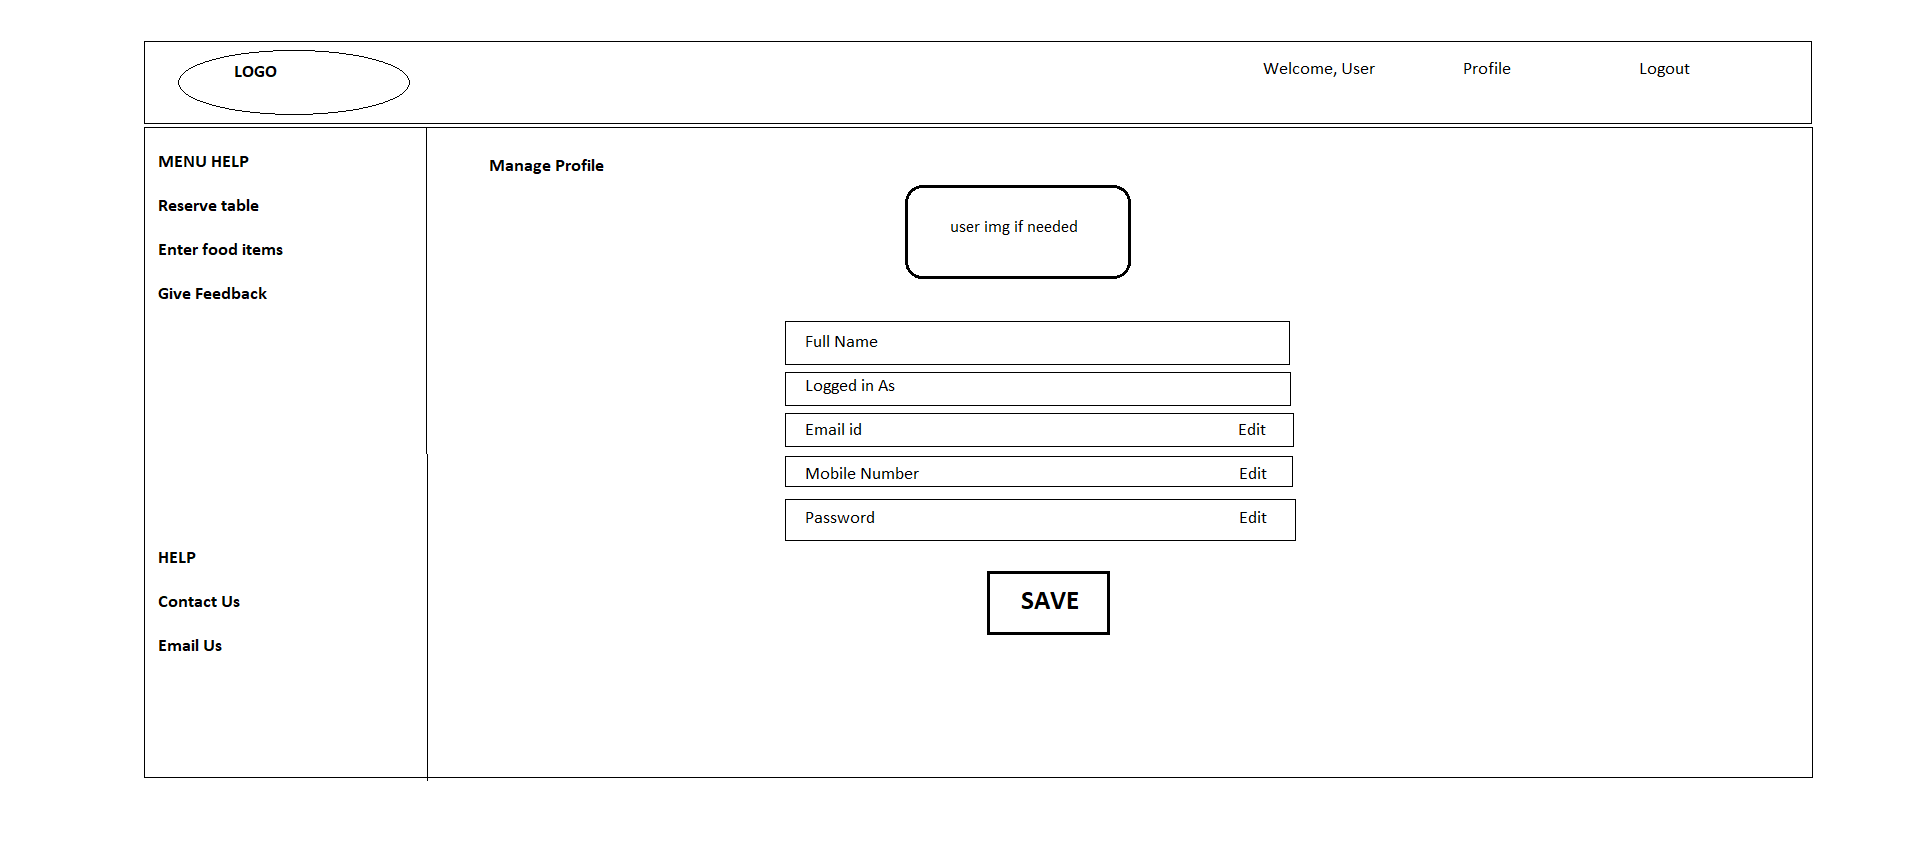 LOGO
Welcome, User
Profile
Logout
MENU HELP
Reserve table
Enter food items
Give Feedback
HELP
Contact Us
Email Us
Manage Profile
user img if needed
Full Name
Logged in As
Email id Edit
Mobile Number Edit
Password Edit
SAVE